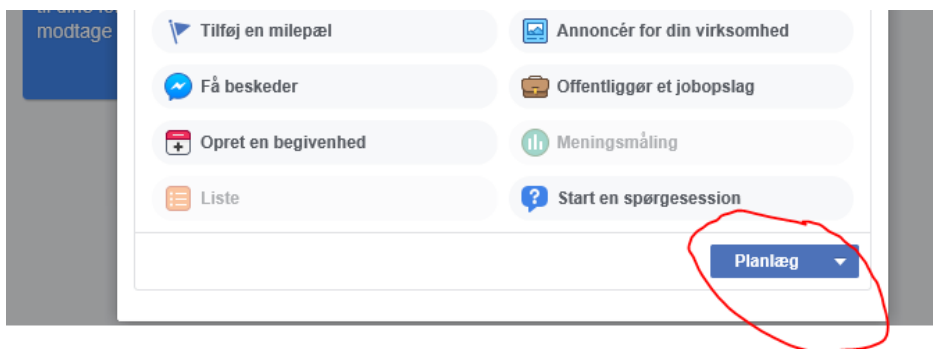 modtage
Tilføj en milepæl
Annoncér for din virksomhed
Få beskeder
Offentliggør et jobopslag
Opret en begivenhed
Meningsmåling
Liste
Start en spørgesession
Planlæg